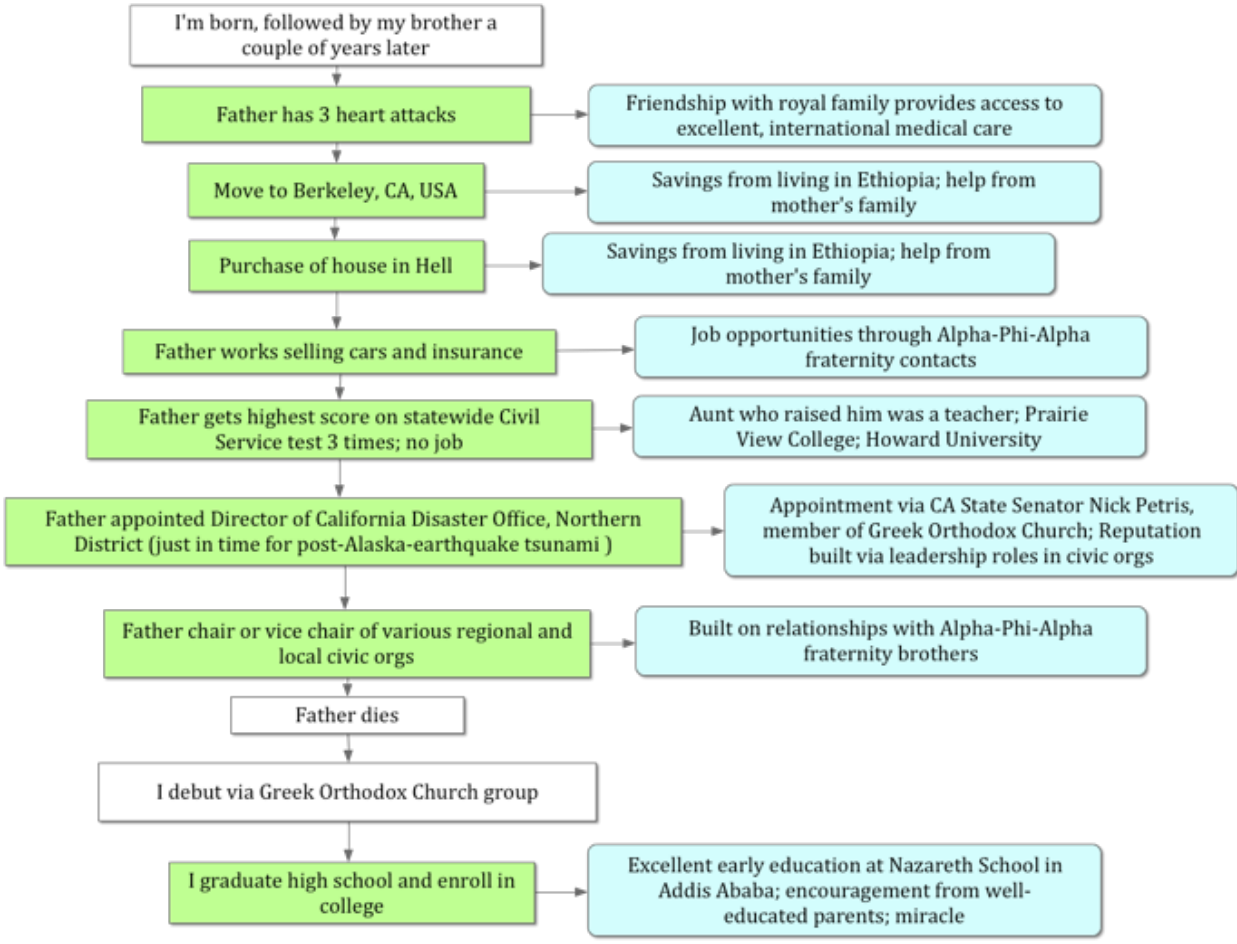 I'm born, followed by my brother a
couple of years later
Father has 3 heart attacks
Friendship with royal family provides access to
excellent, international medical care
Move to Berkeley, CA, USA
Savings from living in Ethiopia; help from
mother's family
Purchase of house in Hell
Savings from living in Ethiopia; help from
mother's family
Father works selling cars and insurance
Job opportunities through Alpha-Phi-Alpha
fraternity contacts
Father gets highest score on statewide Civil
Service test 3 times; no job
Aunt who raised him was a teacher; Prairie
View College; Howard University
Father appointed Director of California Disaster Office, Northern
District (just in time for post-Alaska-earthquake tsunami )
Appointment via CA State Senator Nick Petris,
member of Greek Orthodox Church; Reputation
built via leadership roles in civic orgs
Father chair or vice chair of various regional and
local civic orgs
Built on relationships with Alpha-Phi-Alpha
fraternity brothers
Father dies
I debut via Greek Orthodox Church group
I graduate high school and enroll in
college
Excellent early education at Nazareth School in
Addis Ababa; encouragement from well-
educated parents; miracle